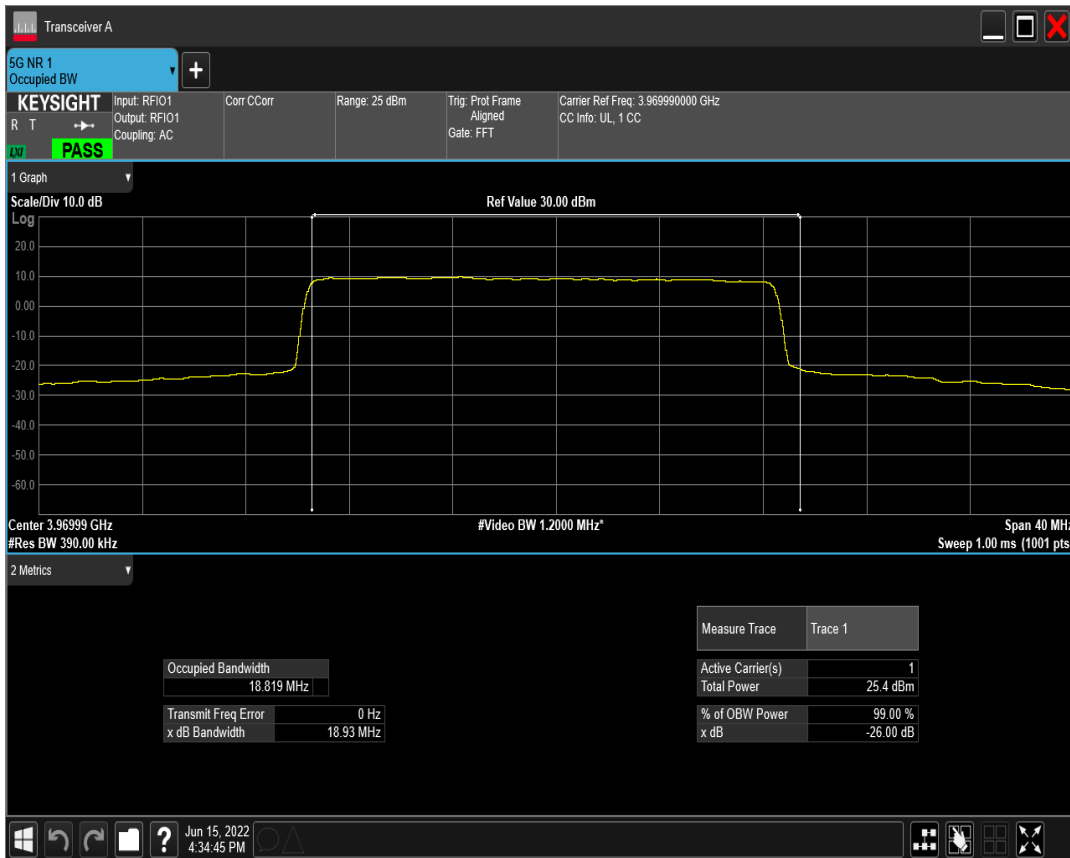 Transceiver A
5G NR 1
Occupied BW
+
KEYSIGHT
R T
LXI PASS
Input: RFIO1
Output: RFIO1
Coupling: AC
Corr CCorr
Range: 25 dBm
Trig: Prot Frame
Aligned
Gate: FFT
Carrier Ref Freq: 3.969990000 GHz
CC Info: UL, 1 CC
1 Graph
Scale/Div 10.0 dB
Ref Value 30.00 dBm
Log
20.0
10.0
0.00
-10.0
-20.0
-30.0
-40.0
-50.0
-60.0
Center 3.96999 GHz
#Video BW 1.2000 MHz*
Span 40 MHz
#Res BW 390.00 kHz
Sweep 1.00 ms (1001 pts
2 Metrics
Measure Trace Trace 1
Occupied Bandwidth
18.819 MHz
Active Carrier(s) 1
Total Power 25.4 dBm
Transmit Freq Error 0 Hz
x dB Bandwidth 18.93 MHz
% of OBW Power 99.00 %
x dB -26.00 dB
?
Jun 15, 2022
4:34:45 PM